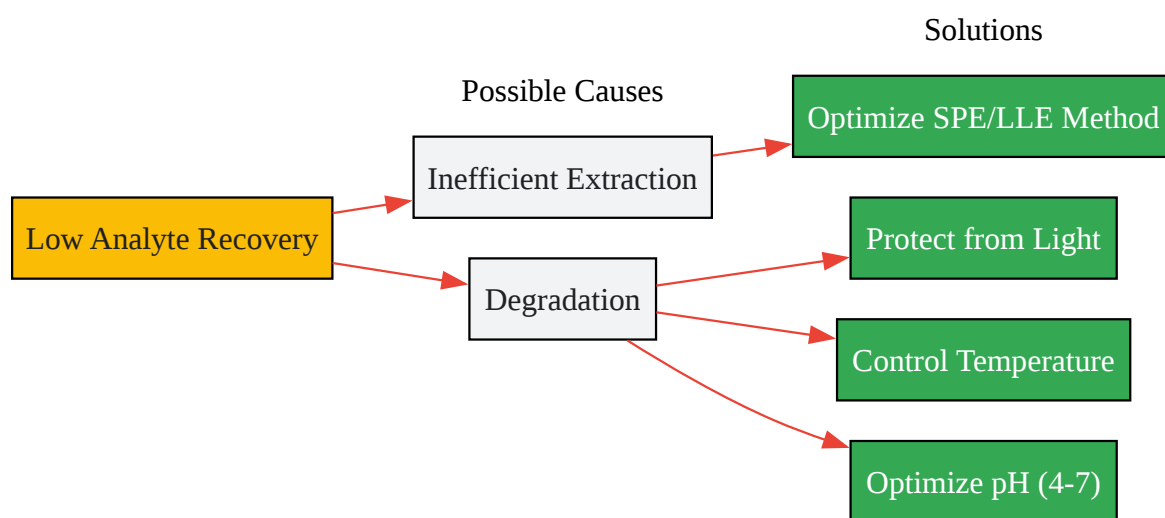 Solutions
Possible Causes
Optimize SPE/LLE Method
Inefficient Extraction
Low Analyte Recovery
Protect from Light
Degradation
Control Temperature
Optimize pH (4-7)